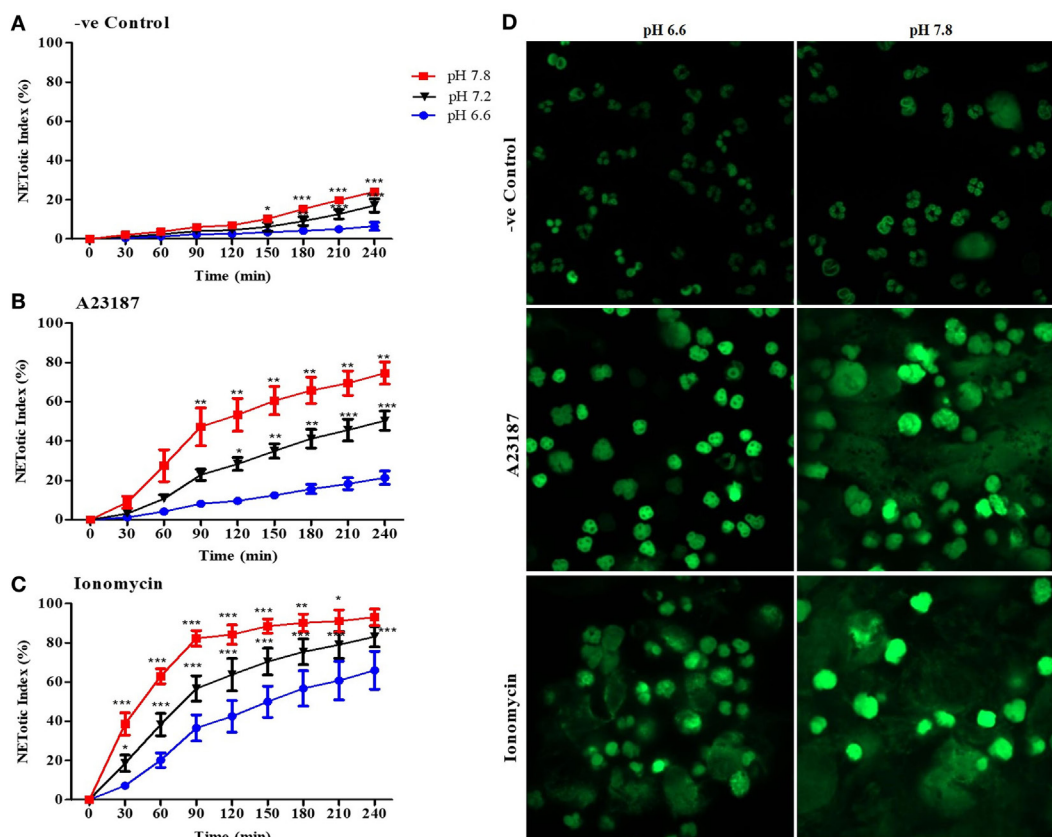 A
-ve Control
100
80
60
40
20
0
NETotic Index (%)
pH 7.8
pH 7.2
pH 6.6
*
***
***
***
**
***
***
0 30 60 90 120 150 180 210 240
Time (min)
B
A23187
100
80
60
40
20
0
NETotic Index (%)
** ** ** ** ** **
* ** ** *** ***
0 30 60 90 120 150 180 210 240
Time (min)
C
Ionomycin
100
80
60
40
20
0
NETotic Index (%)
*** *** *** *** *** ** *
* *** *** *** *** *** *** ***
0 30 60 90 120 150 180 210 240
Time (min)
D
pH 6.6
pH 7.8
-ve Control
A23187
Ionomycin